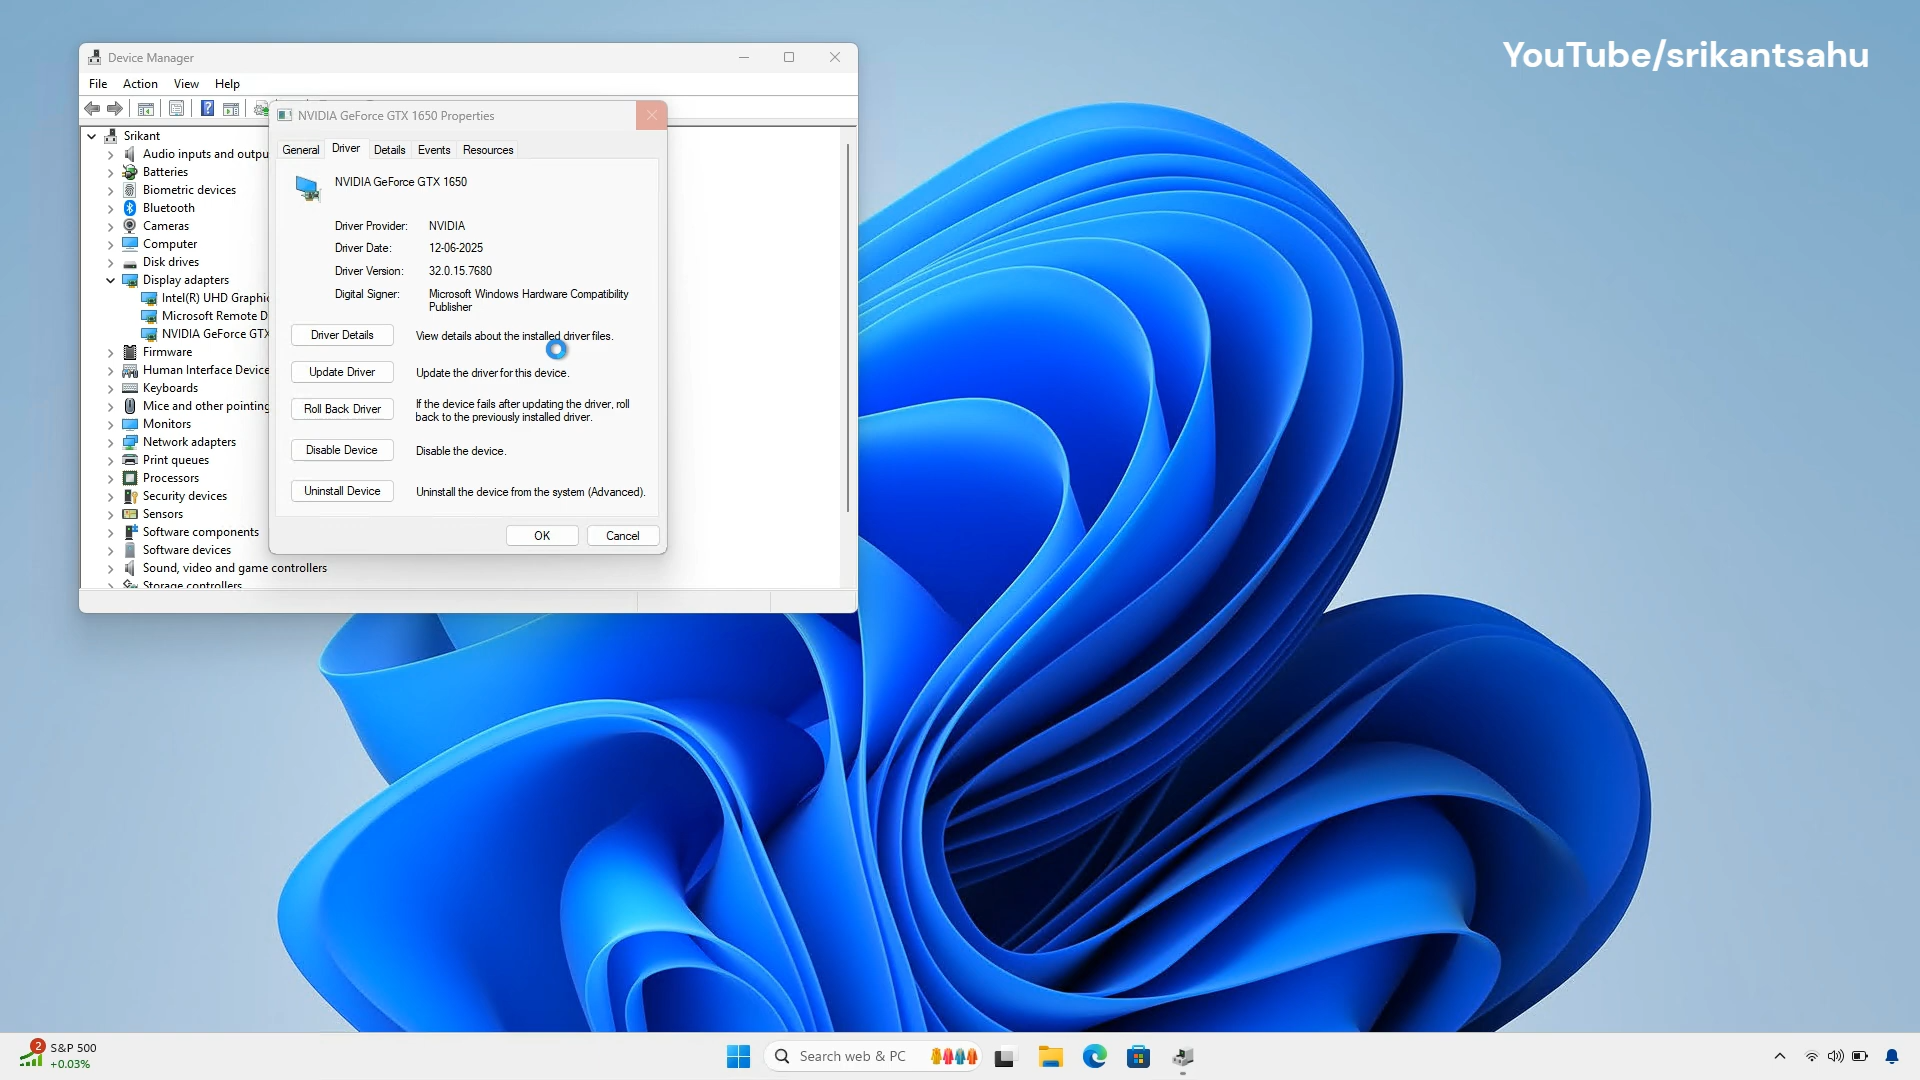 YouTube/srikantsahu
Device Manager
File Action View Help
NVIDIA GeForce GTX 1650 Properties
General Driver Details Events Resources
NVIDIA GeForce GTX 1650
Driver Provider: NVIDIA
Driver Date: 12-06-2025
Driver Version: 32.0.15.7680
Digital Signer: Microsoft Windows Hardware Compatibility
Publisher
Driver Details View details about the installed driver files.
Update Driver Update the driver for this device.
Roll Back Driver If the device fails after updating the driver, roll
back to the previously installed driver.
Disable Device Disable the device.
Uninstall Device Uninstall the device from the system (Advanced).
OK Cancel
Srikant
Audio inputs and outpu
Batteries
Biometric devices
Bluetooth
Cameras
Computer
Disk drives
Display adapters
Intel(R) UHD Graphic
Microsoft Remote D
NVIDIA GeForce GTX
Firmware
Human Interface Device
Keyboards
Mice and other pointing
Monitors
Network adapters
Print queues
Processors
Security devices
Sensors
Software components
Software devices
Sound, video and game controllers
Storage controllers
2
S&P 500
+0.03%
Search web & PC